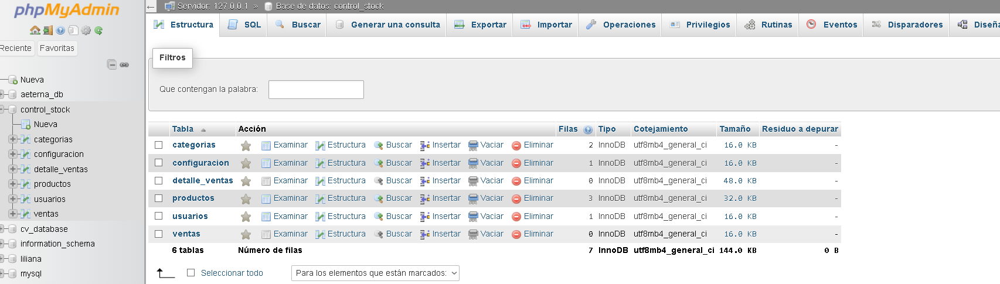 phpMyAdmin
Reciente Favoritas
Nueva
aeterna_db
control_stock
Nueva
categorias
configuracion
detalle_ventas
productos
usuarios
ventas
cv_database
information_schema
liliana
mysql
Servidor: 127.0.0.1 » Base de datos: control_stock
Estructura SQL Buscar Generar una consulta Exportar Importar Operaciones Privilegios Rutinas Eventos Disparadores Diseña
Filtros
Que contengan la palabra:
Tabla Acción Filas Tipo Cotejamiento Tamaño Residuo a depurar
categorias Examinar Estructura Buscar Insertar Vaciar Eliminar 2 InnoDB utf8mb4_general_ci 16.0 KB -
configuracion Examinar Estructura Buscar Insertar Vaciar Eliminar 1 InnoDB utf8mb4_general_ci 16.0 KB -
detalle_ventas Examinar Estructura Buscar Insertar Vaciar Eliminar 0 InnoDB utf8mb4_general_ci 48.0 KB -
productos Examinar Estructura Buscar Insertar Vaciar Eliminar 3 InnoDB utf8mb4_general_ci 32.0 KB -
usuarios Examinar Estructura Buscar Insertar Vaciar Eliminar 1 InnoDB utf8mb4_general_ci 16.0 KB -
ventas Examinar Estructura Buscar Insertar Vaciar Eliminar 0 InnoDB utf8mb4_general_ci 16.0 KB -
6 tablas Número de filas 7 InnoDB utf8mb4_general_ci 144.0 KB 0 B
Seleccionar todo Para los elementos que están marcados: